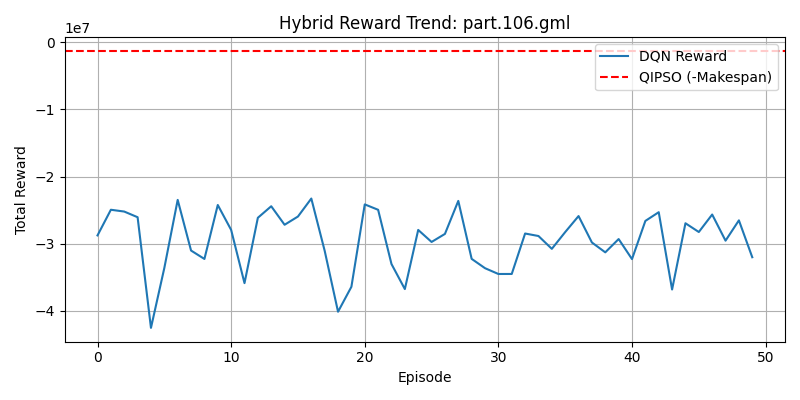 Hybrid Reward Trend: part.106.gml
1e7
DQN Reward
QIPSO (-Makespan)
Total Reward
0
−1
−2
−3
−4
0 10 20 30 40 50
Episode